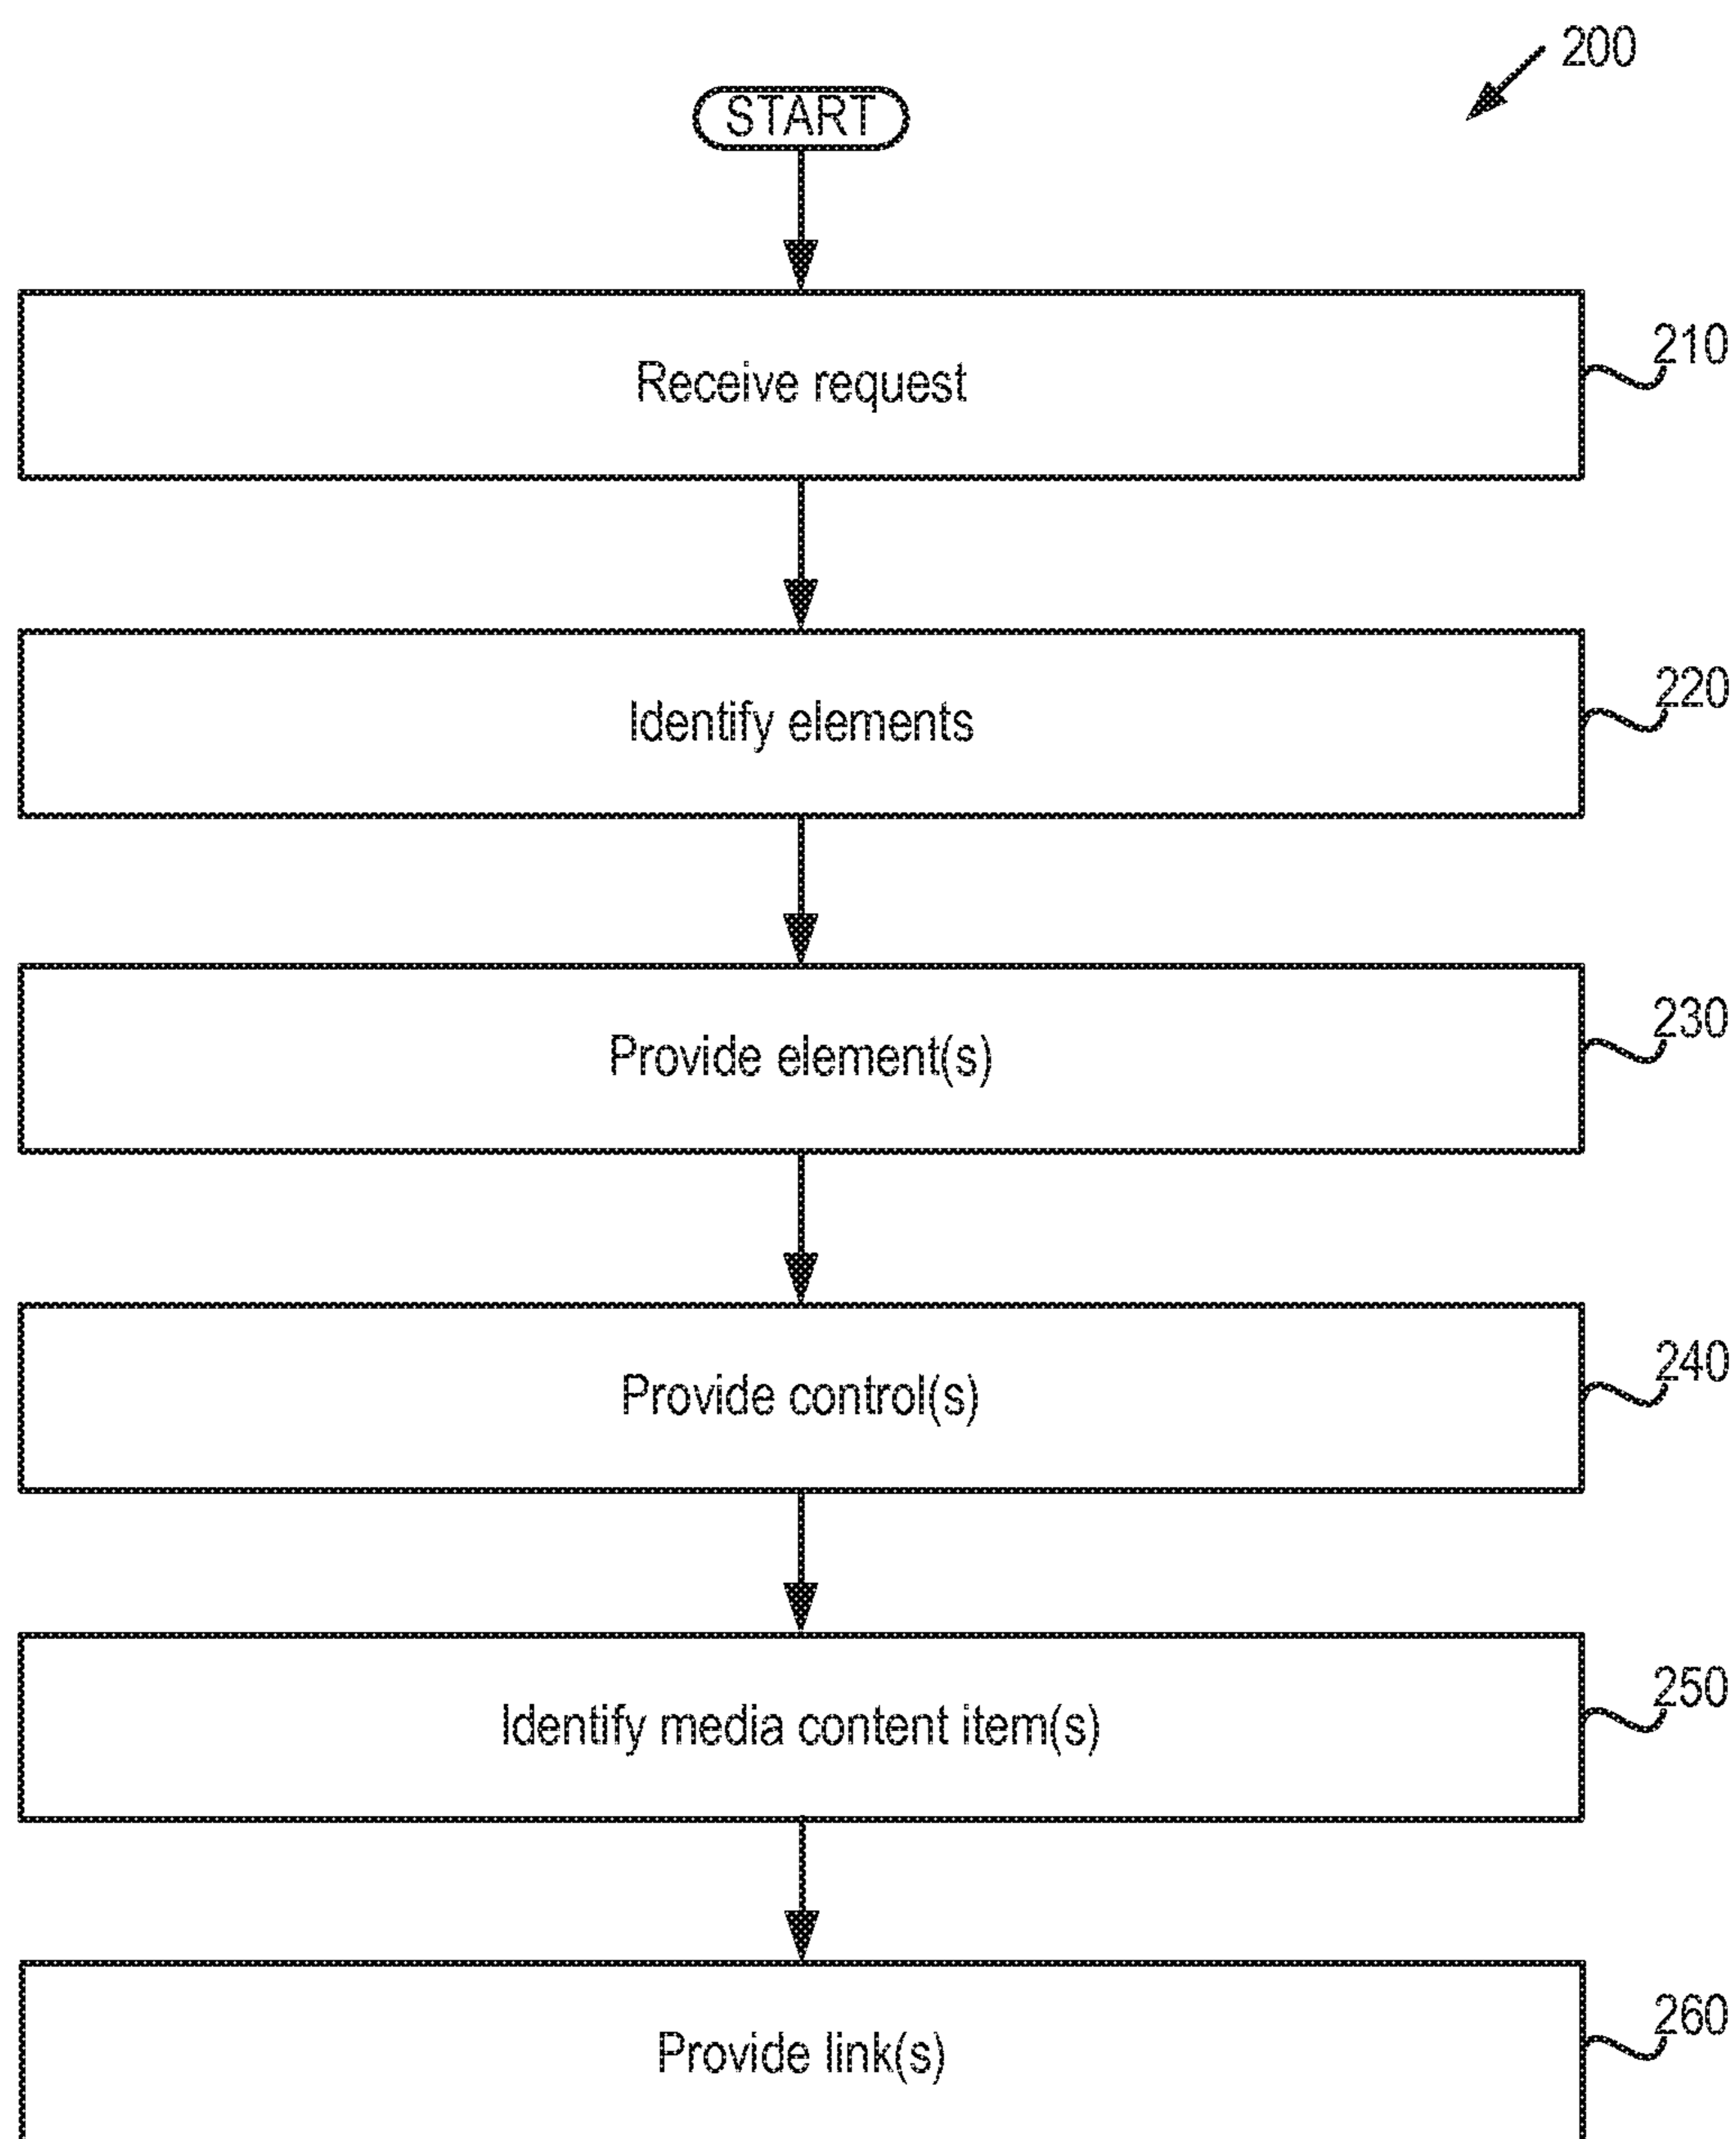 200
START
Receive request
210
Identify elements
220
Provide element(s)
230
Provide control(s)
240
Identify media content item(s)
250
Provide link(s)
260